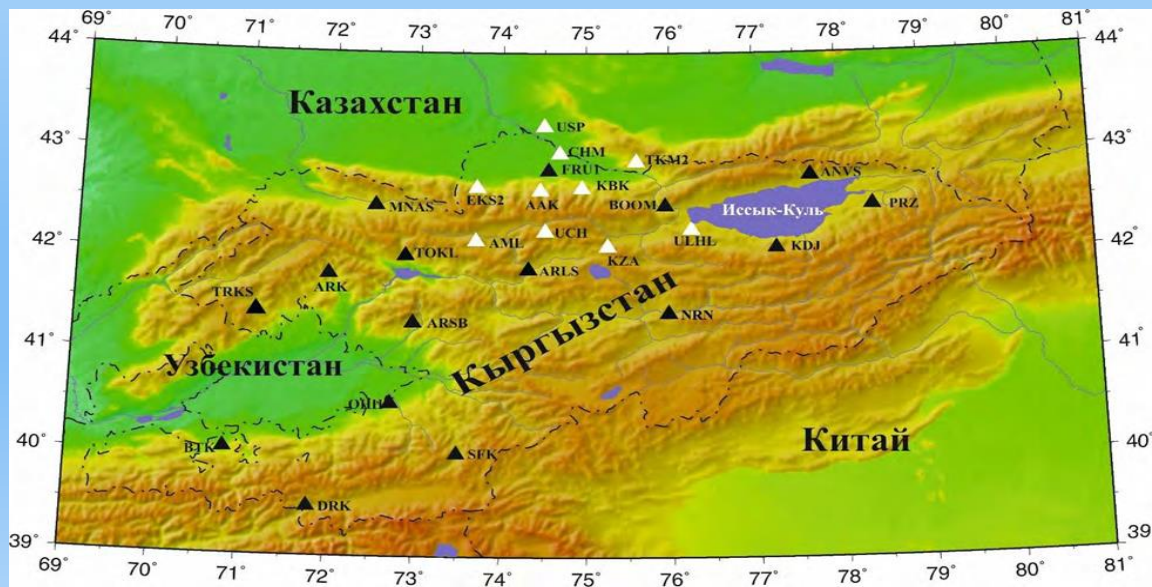 69° 70° 71° 72° 73° 74° 75° 76° 77° 78° 79° 80° 81°
44° 44°
Казахстан
USP
43° 43°
CHM
TKM2
FRU1
ANVS
EKS2
AAK
KBK
MNAS
BOOM
Иссык-Куль
PRZ
42° 42°
AML
UCH
ULHL
KDJ
TOKL
KZA
ARK
ARLS
TRKS
ARSB
NRN
41° 41°
Кыргызстан
Узбекистан
OHH
40° 40°
Китай
BTK
SFK
DRK
39° 39°
69° 70° 71° 72° 73° 74° 75° 76° 77° 78° 79° 80° 81°